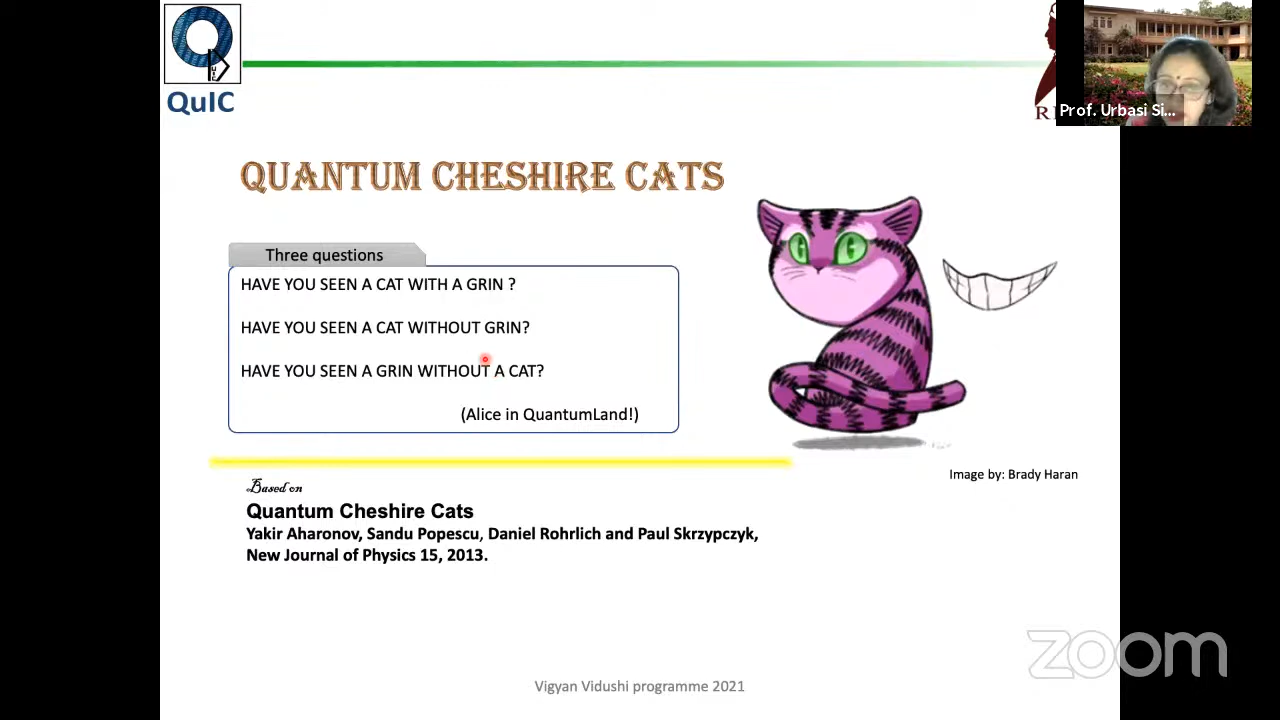 QuIC
Prof. Urbasi Si...
QUANTUM CHESHIRE CATS
Three questions
HAVE YOU SEEN A CAT WITH A GRIN ?
HAVE YOU SEEN A CAT WITHOUT GRIN?
HAVE YOU SEEN A GRIN WITHOUT A CAT?
(Alice in QuantumLand!)
Image by: Brady Haran
Based on
Quantum Cheshire Cats
Yakir Aharonov, Sandu Popescu, Daniel Rohrlich and Paul Skrzypczyk,
New Journal of Physics 15, 2013.
zoom
Vigyan Vidushi programme 2021